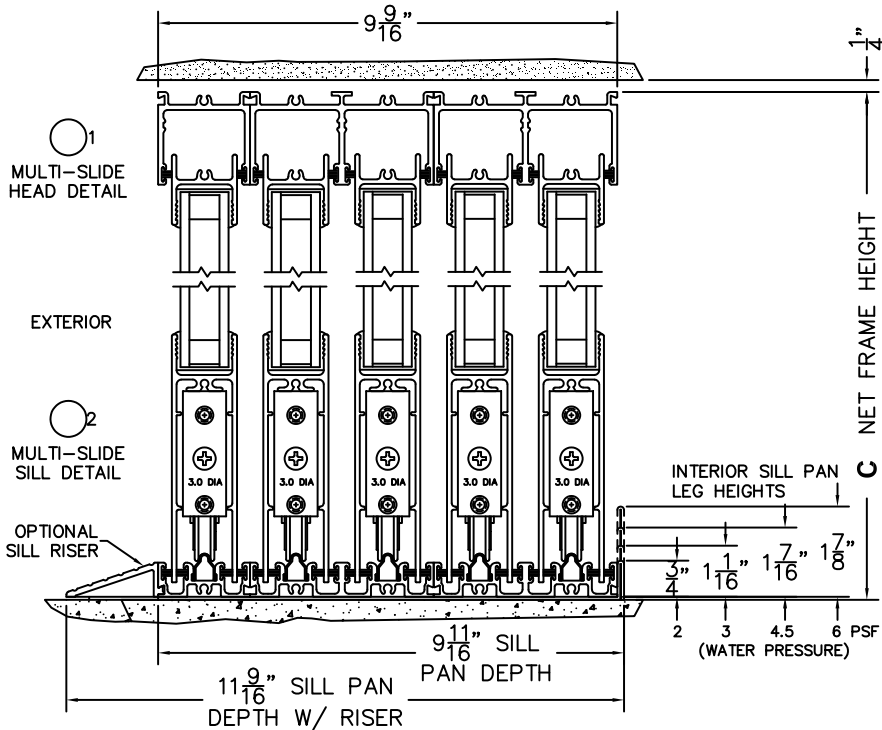 9 9/16"
1/4"
1
MULTI-SLIDE
HEAD DETAIL
EXTERIOR
C NET FRAME HEIGHT
2
MULTI-SLIDE
SILL DETAIL
3.0 DIA 3.0 DIA 3.0 DIA 3.0 DIA 3.0 DIA
INTERIOR SILL PAN
LEG HEIGHTS
OPTIONAL
SILL RISER
3/4" 1 1/16" 1 7/16" 1 7/8"
2 3 4.5 6 PSF
(WATER PRESSURE)
9 11/16" SILL
PAN DEPTH
11 9/16" SILL PAN
DEPTH W/ RISER